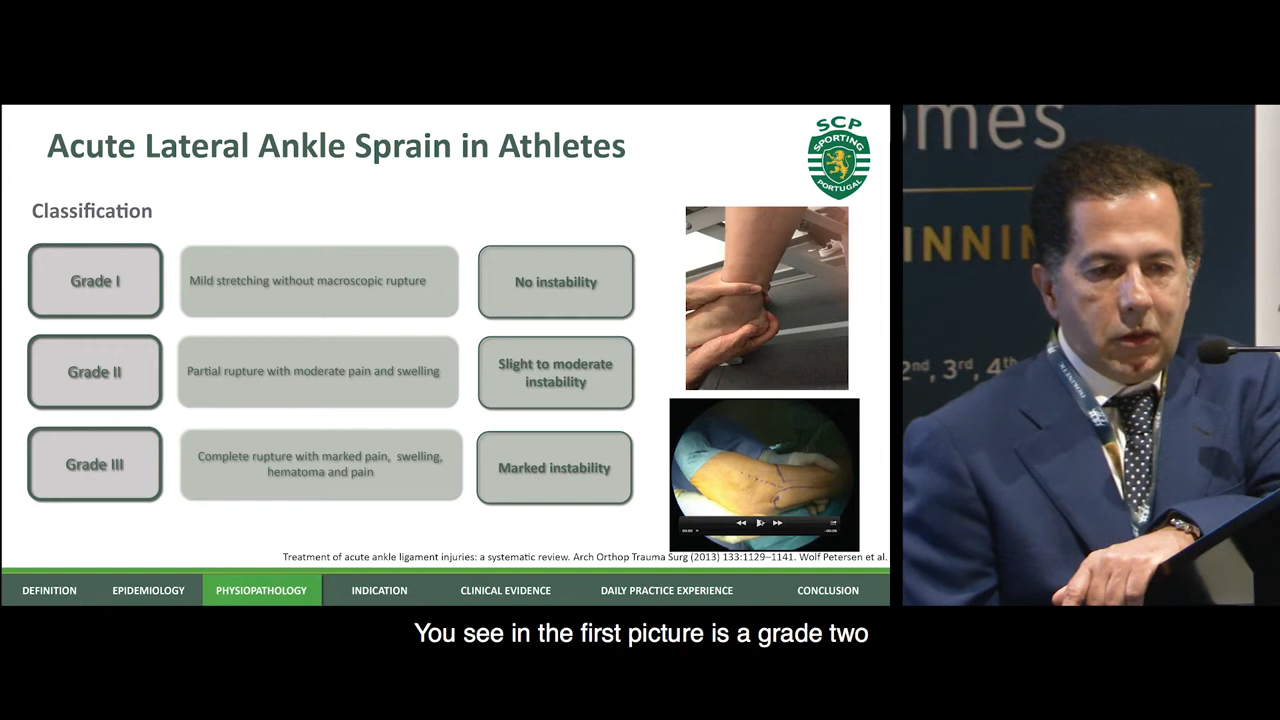 Acute Lateral Ankle Sprain in Athletes
SCP
SPORTING
PORTUGAL
Classification
Grade I
Mild stretching without macroscopic rupture
No instability
Grade II
Partial rupture with moderate pain and swelling
Slight to moderate
instability
Grade III
Complete rupture with marked pain, swelling,
hematoma and pain
Marked instability
Treatment of acute ankle ligament injuries: a systematic review. Arch Orthop Trauma Surg (2013) 133:1129–1141. Wolf Petersen et al.
DEFINITION EPIDEMIOLOGY PHYSIOPATHOLOGY INDICATION CLINICAL EVIDENCE DAILY PRACTICE EXPERIENCE CONCLUSION
omes
INNIN
2nd, 3rd, 4th
You see in the first picture is a grade two